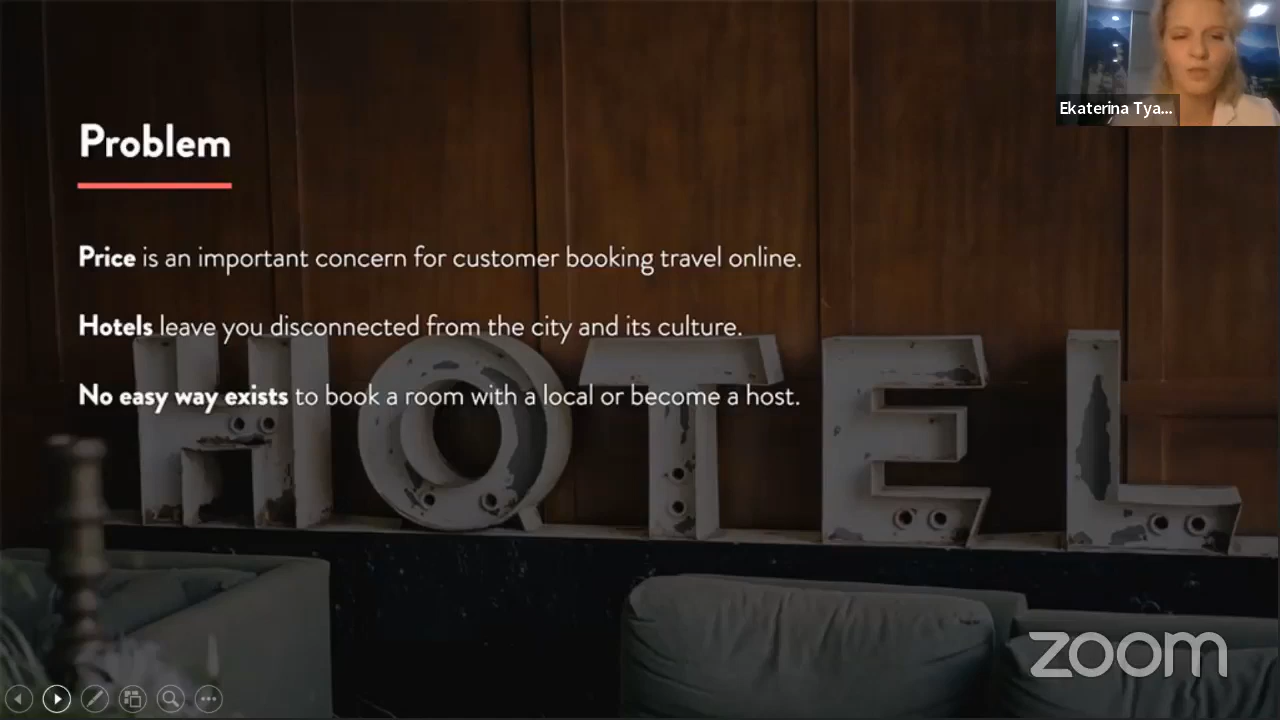 Ekaterina Tya...
Problem
Price is an important concern for customer booking travel online.
Hotels leave you disconnected from the city and its culture.
No easy way exists to book a room with a local or become a host.
HOTEL
zoom